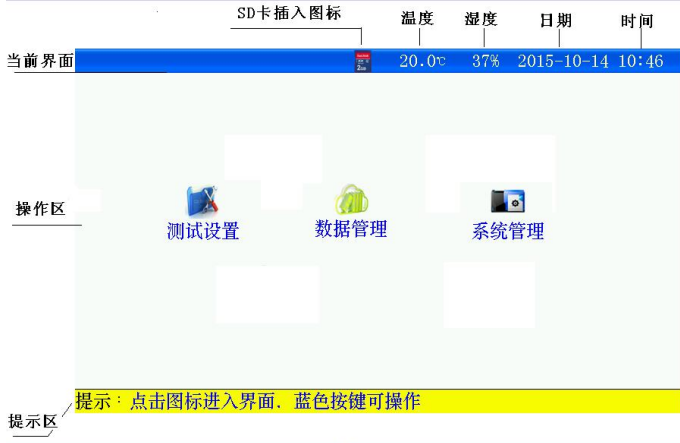 SD卡插入图标 温度 湿度 日期 时间
当前界面 20.0℃ 37% 2015-10-14 10:46
操作区
测试设置 数据管理 系统管理
提示：点击图标进入界面．蓝色按键可操作
提示区